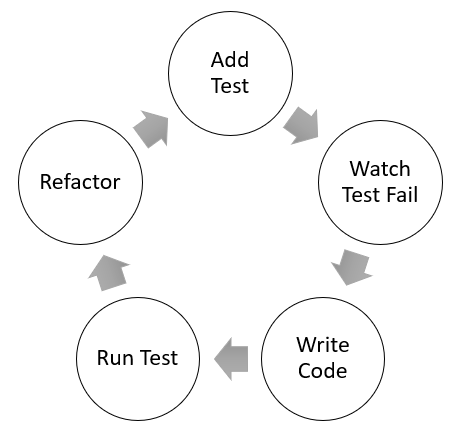 Add
Test
Watch
Test Fail
Write
Code
Run Test
Refactor